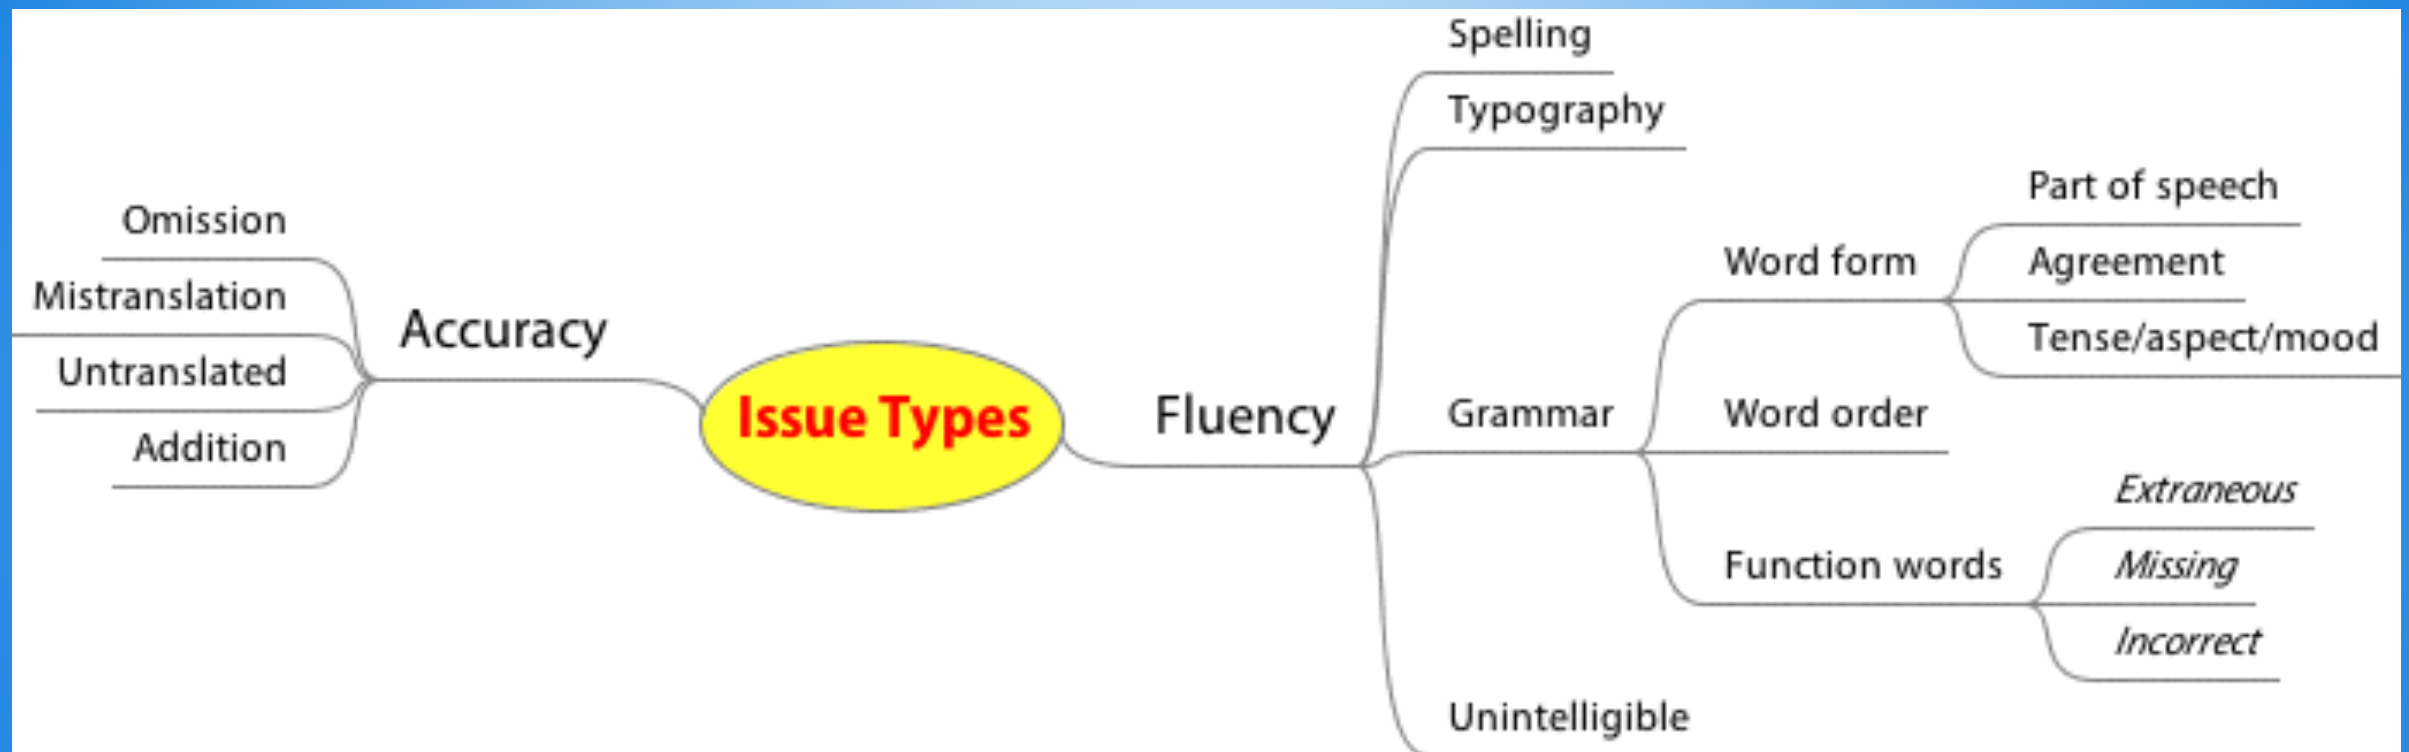 Issue Types
Accuracy
Omission
Mistranslation
Untranslated
Addition
Fluency
Spelling
Typography
Grammar
Word form
Part of speech
Agreement
Tense/aspect/mood
Word order
Function words
Extraneous
Missing
Incorrect
Unintelligible